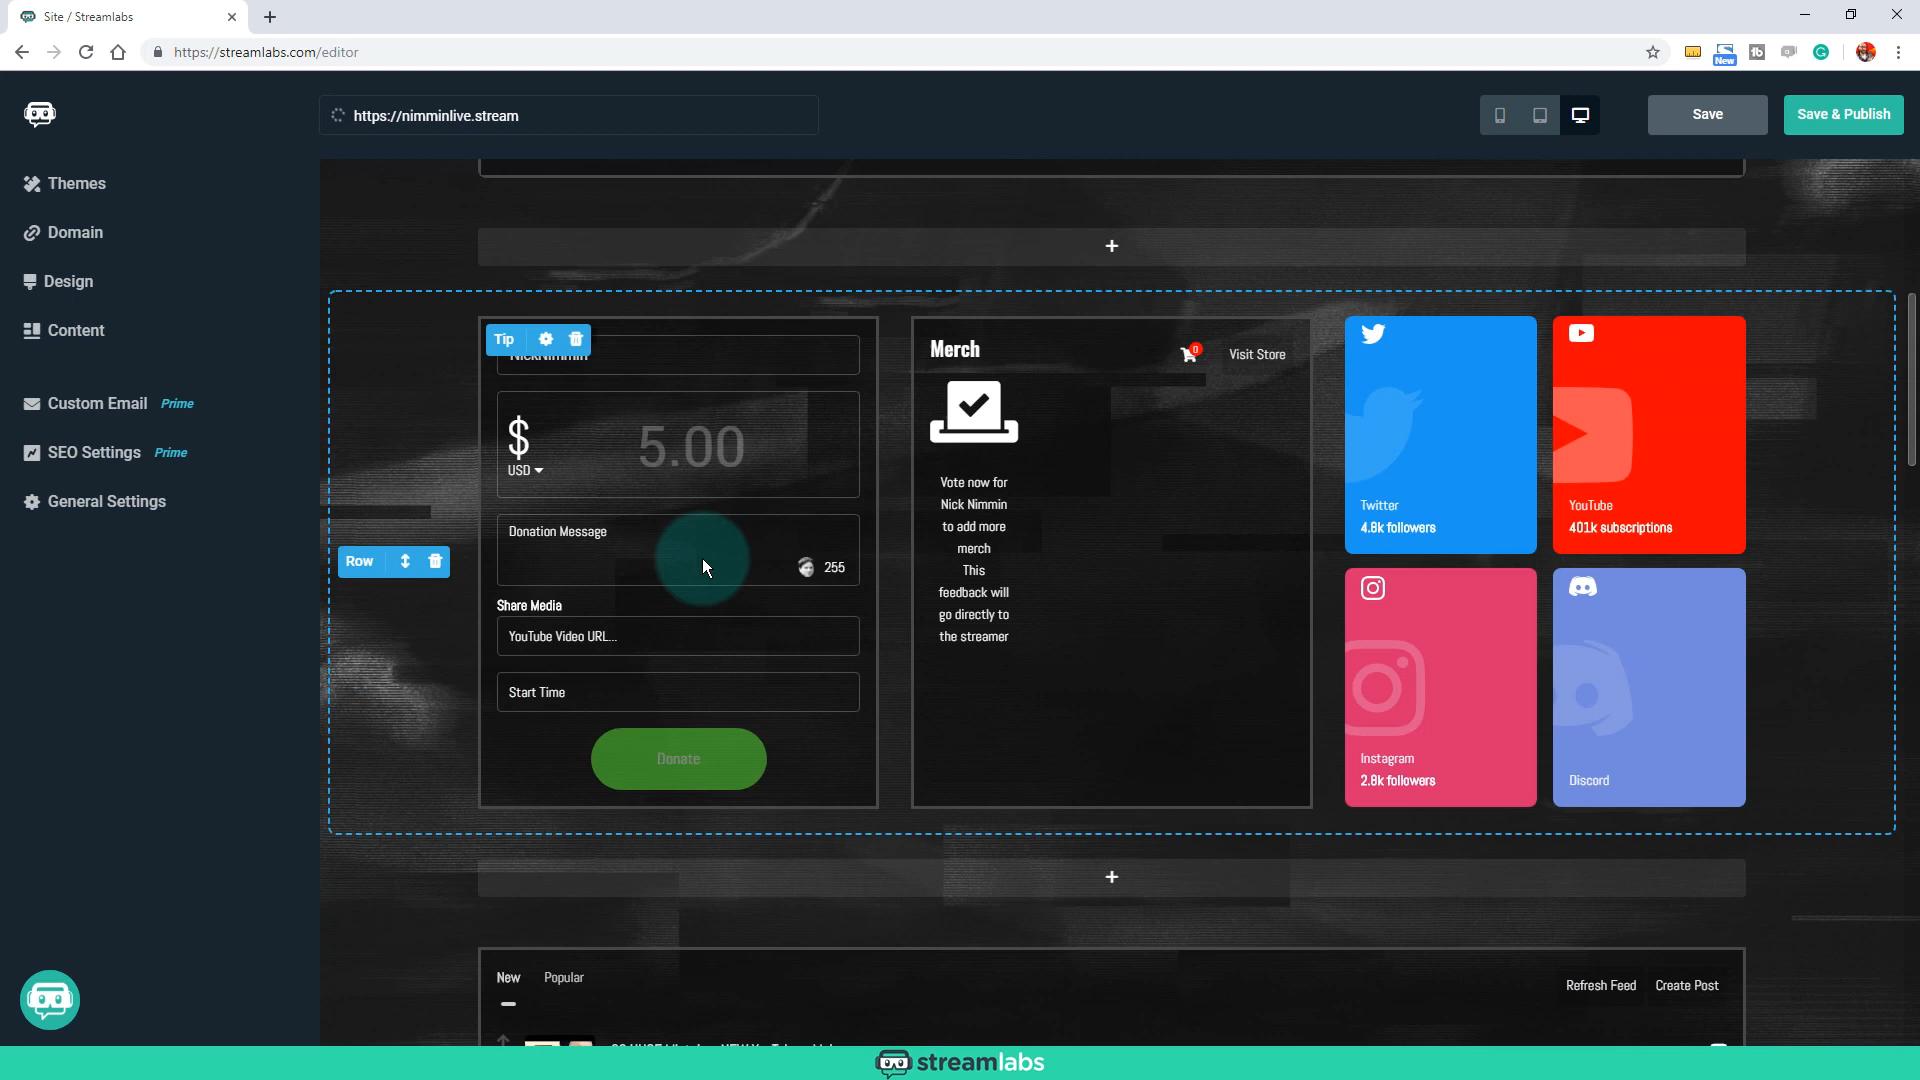 Site / Streamlabs
https://streamlabs.com/editor
New
https://nimminlive.stream
Save
Save & Publish
Themes
Domain
Design
Content
Custom Email Prime
SEO Settings Prime
General Settings
Tip
NickNimmin
$
USD
5.00
Donation Message
255
Share Media
YouTube Video URL...
Start Time
Donate
Row
Merch
0
Visit Store
Vote now for
Nick Nimmin
to add more
merch
This
feedback will
go directly to
the streamer
Twitter
4.8k followers
YouTube
401k subscriptions
Instagram
2.8k followers
Discord
New
Popular
Refresh Feed
Create Post
streamlabs